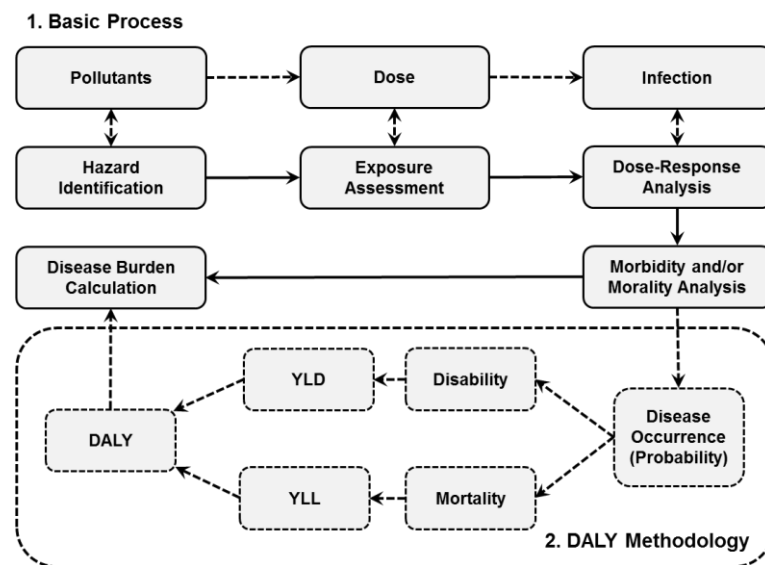 1. Basic Process
Pollutants
Dose
Infection
Hazard
Identification
Exposure
Assessment
Dose-Response
Analysis
Disease Burden
Calculation
Morbidity and/or
Morality Analysis
YLD
Disability
DALY
Disease
Occurrence
(Probability)
YLL
Mortality
2. DALY Methodology